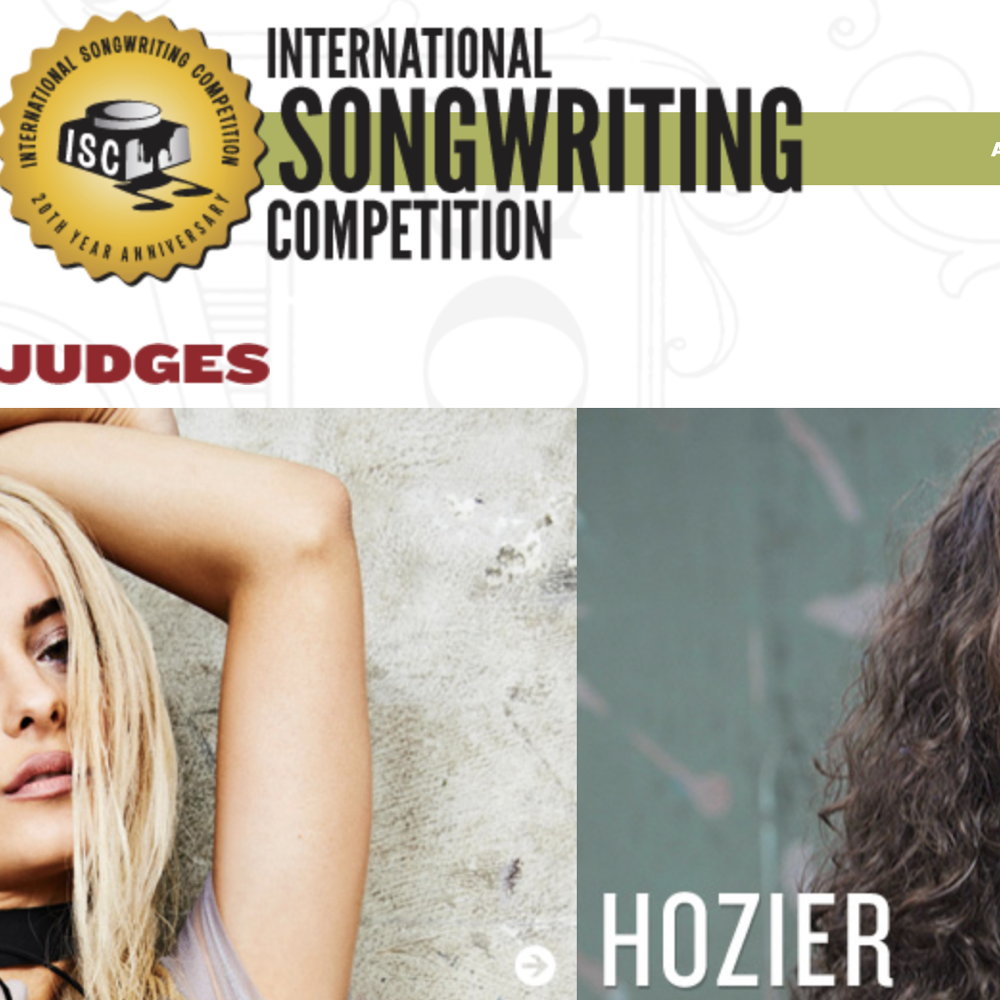 INTERNATIONAL SONGWRITING COMPETITION
ISC
20TH YEAR ANNIVERSARY
INTERNATIONAL
SONGWRITING
COMPETITION
A
JUDGES
HOZIER